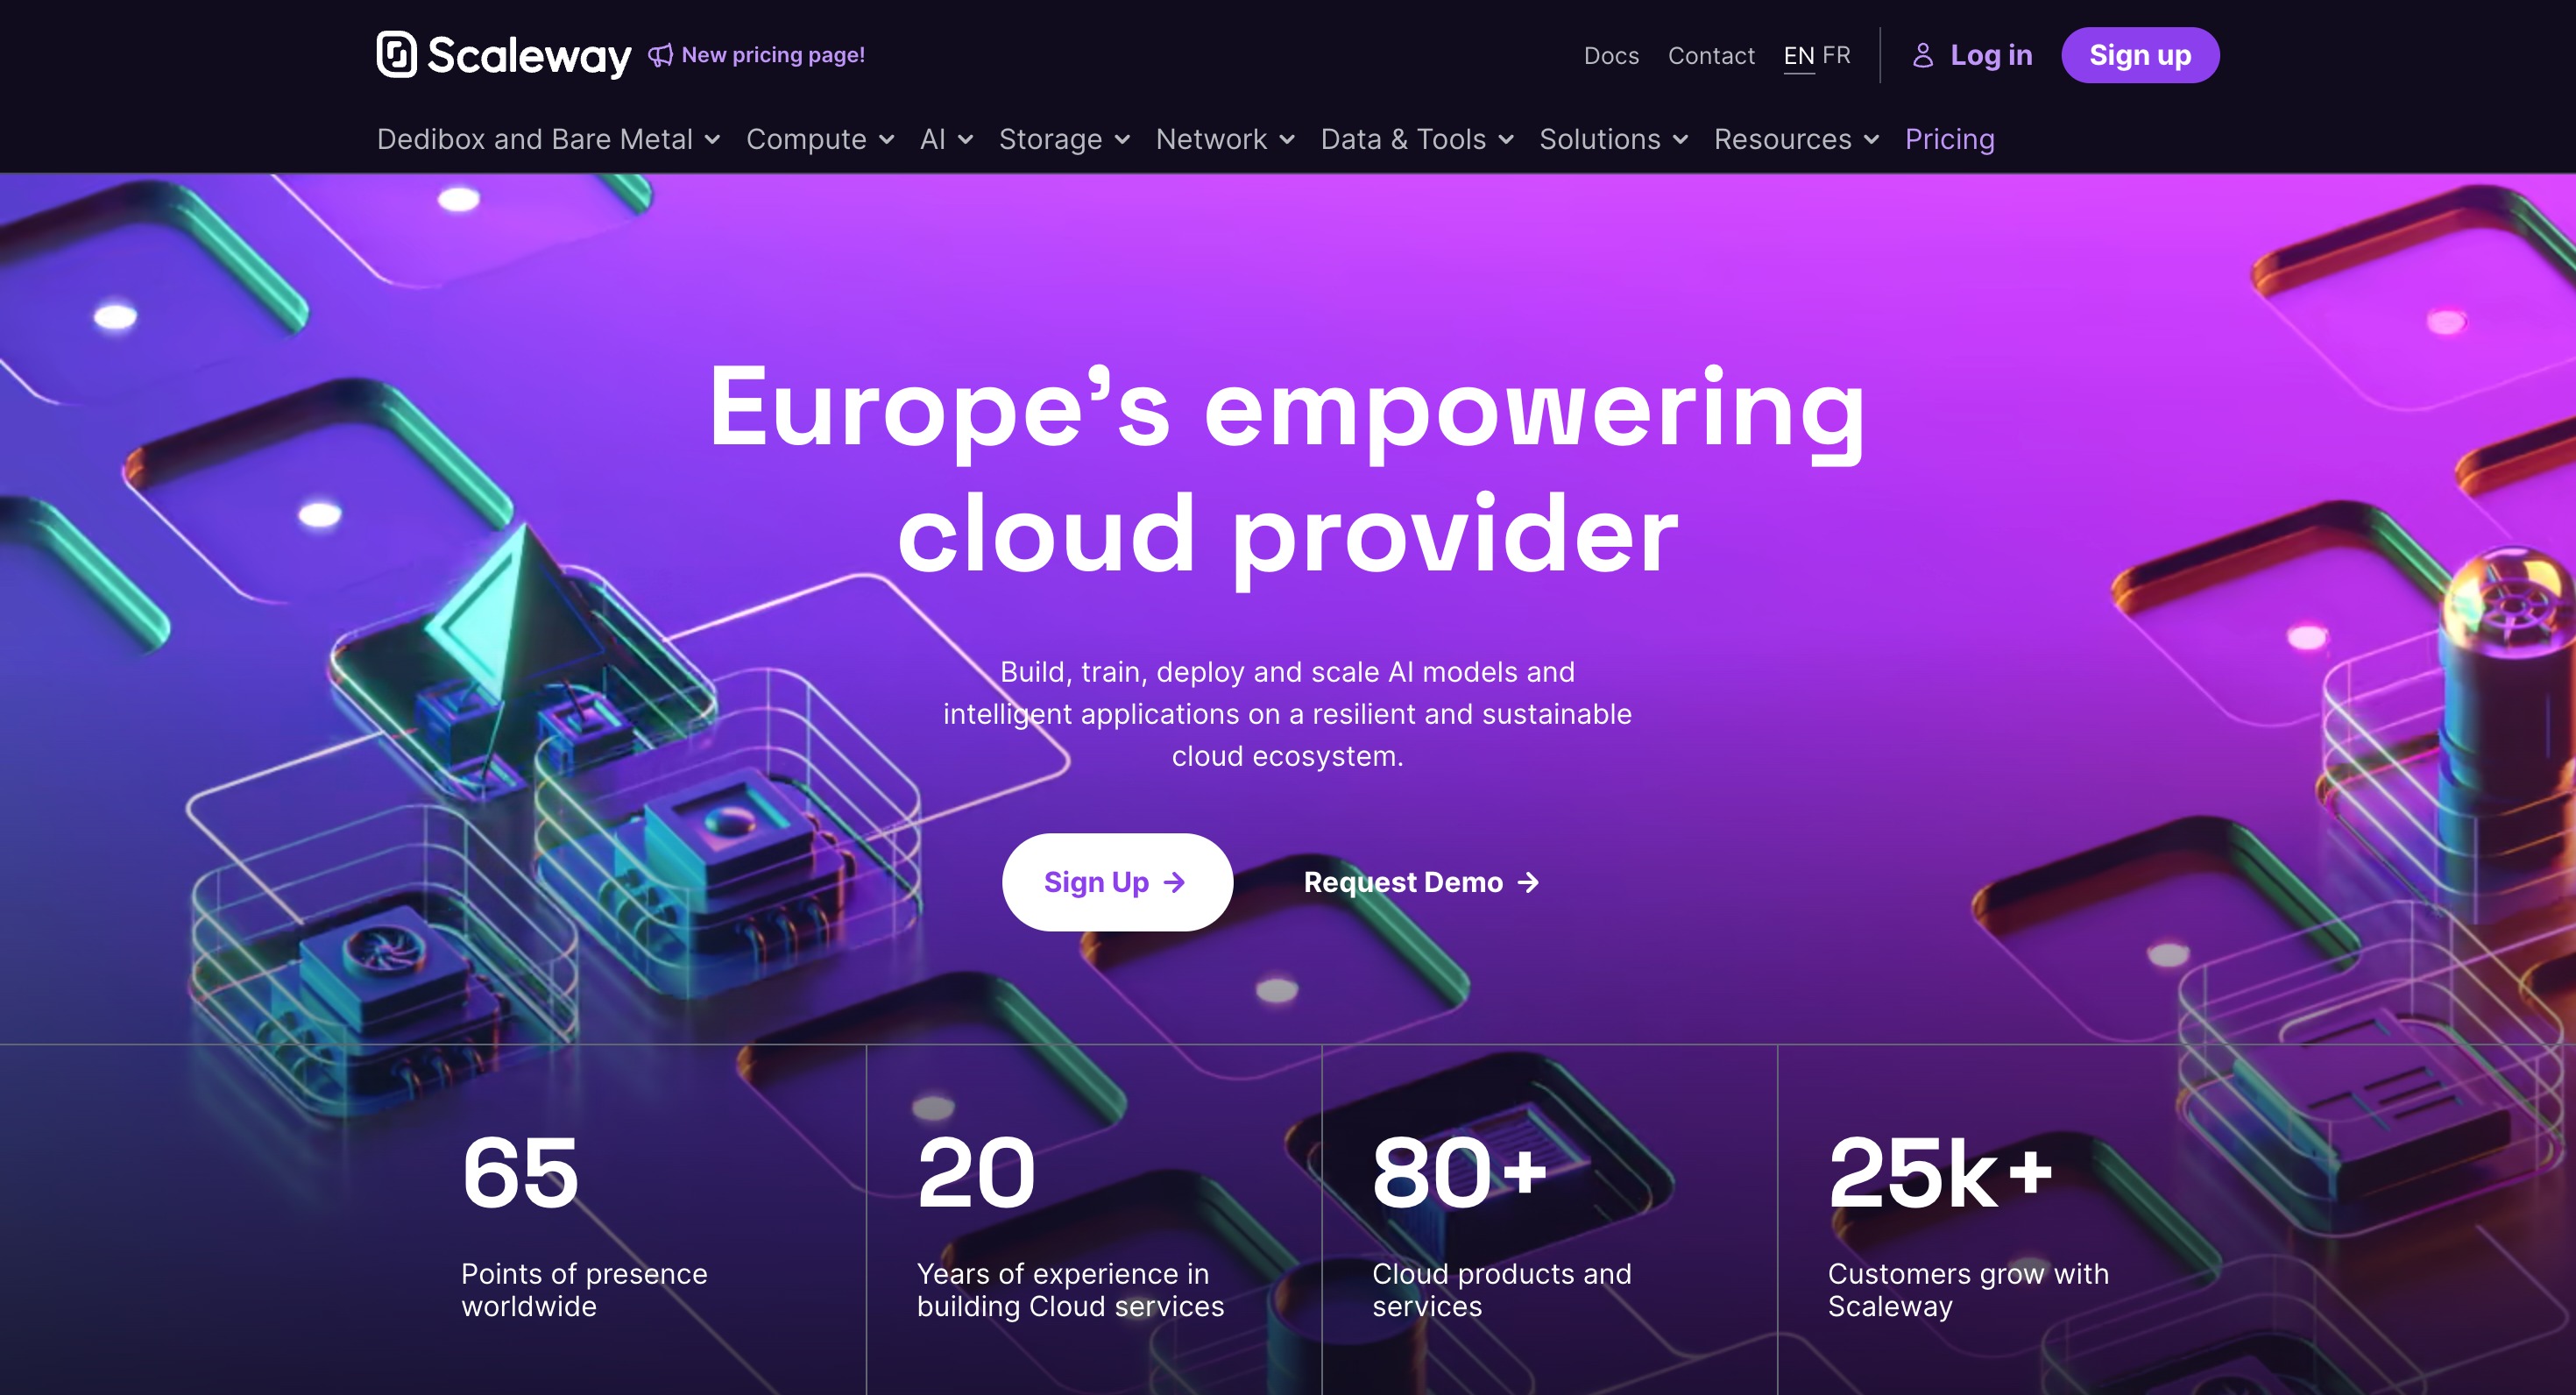 Scaleway New pricing page! Docs Contact EN FR Log in Sign up
Dedibox and Bare Metal Compute AI Storage Network Data & Tools Solutions Resources Pricing
Europe’s empowering
cloud provider
Build, train, deploy and scale AI models and
intelligent applications on a resilient and sustainable
cloud ecosystem.
Sign Up → Request Demo →
65
Points of presence
worldwide
20
Years of experience in
building Cloud services
80+
Cloud products and
services
25k+
Customers grow with
Scaleway